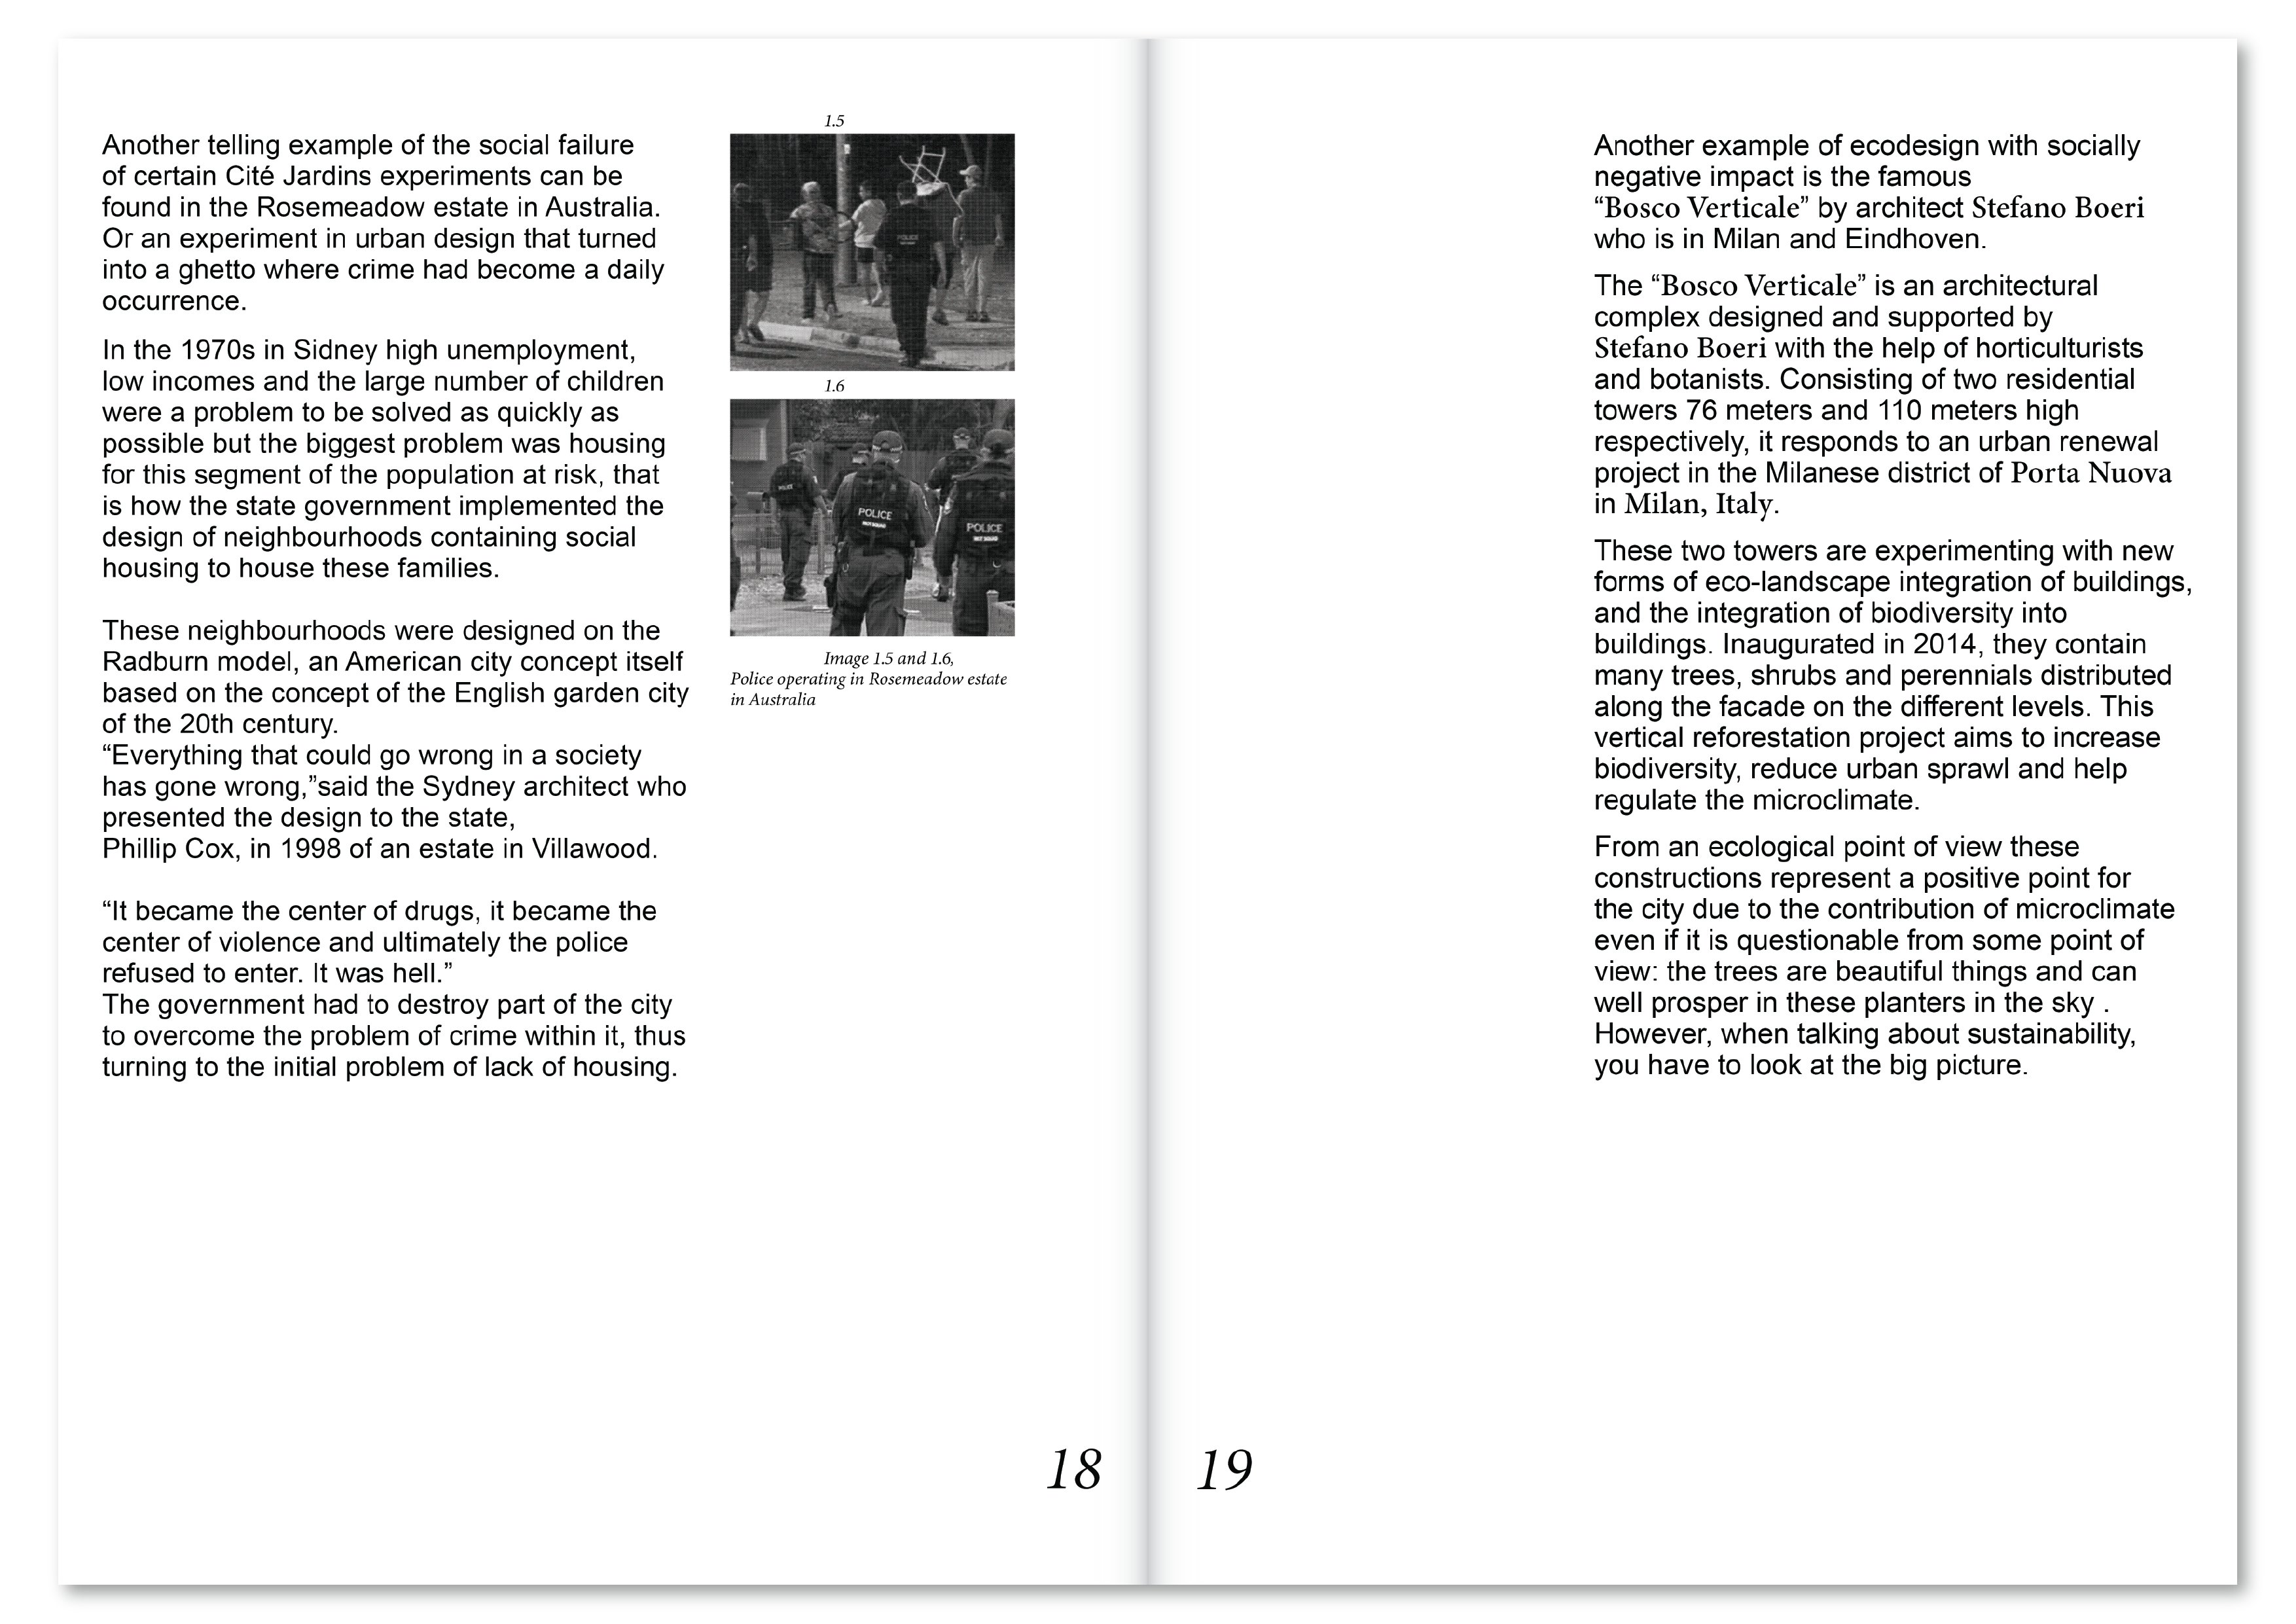 Another telling example of the social failure
of certain Cité Jardins experiments can be
found in the Rosemeadow estate in Australia.
Or an experiment in urban design that turned
into a ghetto where crime had become a daily
occurrence.
In the 1970s in Sidney high unemployment,
low incomes and the large number of children
were a problem to be solved as quickly as
possible but the biggest problem was housing
for this segment of the population at risk, that
is how the state government implemented the
design of neighbourhoods containing social
housing to house these families.
These neighbourhoods were designed on the
Radburn model, an American city concept itself
based on the concept of the English garden city
of the 20th century.
“Everything that could go wrong in a society
has gone wrong,”said the Sydney architect who
presented the design to the state,
Phillip Cox, in 1998 of an estate in Villawood.
“It became the center of drugs, it became the
center of violence and ultimately the police
refused to enter. It was hell.”
The government had to destroy part of the city
to overcome the problem of crime within it, thus
turning to the initial problem of lack of housing.
1.5
POLICE
1.6
POLICE
POLICE
RIOT SQUAD
POLICE
RIOT SQUAD
Image 1.5 and 1.6,
Police operating in Rosemeadow estate
in Australia
18
Another example of ecodesign with socially
negative impact is the famous
“Bosco Verticale” by architect Stefano Boeri
who is in Milan and Eindhoven.
The “Bosco Verticale” is an architectural
complex designed and supported by
Stefano Boeri with the help of horticulturists
and botanists. Consisting of two residential
towers 76 meters and 110 meters high
respectively, it responds to an urban renewal
project in the Milanese district of Porta Nuova
in Milan, Italy.
These two towers are experimenting with new
forms of eco-landscape integration of buildings,
and the integration of biodiversity into
buildings. Inaugurated in 2014, they contain
many trees, shrubs and perennials distributed
along the facade on the different levels. This
vertical reforestation project aims to increase
biodiversity, reduce urban sprawl and help
regulate the microclimate.
From an ecological point of view these
constructions represent a positive point for
the city due to the contribution of microclimate
even if it is questionable from some point of
view: the trees are beautiful things and can
well prosper in these planters in the sky .
However, when talking about sustainability,
you have to look at the big picture.
19